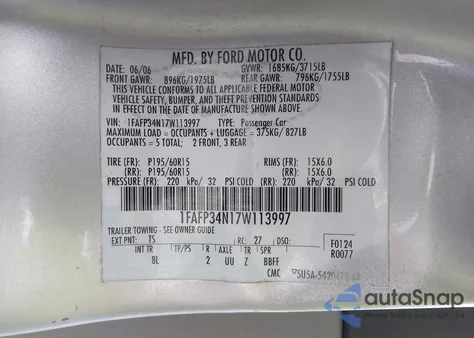 MFD. BY FORD MOTOR CO.
DATE: 06/06 GVWR: 1685KG/3715LB
FRONT GAWR: 896KG/1975LB REAR GAWR: 796KG/1755LB
THIS VEHICLE CONFORMS TO ALL APPLICABLE FEDERAL MOTOR
VEHICLE SAFETY, BUMPER, AND THEFT PREVENTION STANDARDS
IN EFFECT ON THE DATE OF MANUFACTURE SHOWN ABOVE.
VIN: 1FAFP34N17W113997 TYPE: Passenger Car
MAXIMUM LOAD = OCCUPANTS + LUGGAGE = 375KG/ 827LB
OCCUPANTS = 5 TOTAL; 2 FRONT, 3 REAR
TIRE (FR): P195/60R15 RIMS (FR): 15X6.0
(RR): P195/60R15 (RR): 15X6.0
PRESSURE (FR): 220 kPa/ 32 PSI COLD (RR): 220 kPa/ 32 PSI COLD
1FAFP34N17W113997
TRAILER TOWING - SEE OWNER GUIDE
EXT PNT: TS RC: 27 DSO: F0124
INT TR TP/PS R AXLE TR SPR R0077
BL 2 UU Z BBFF
CMC
autoSnap